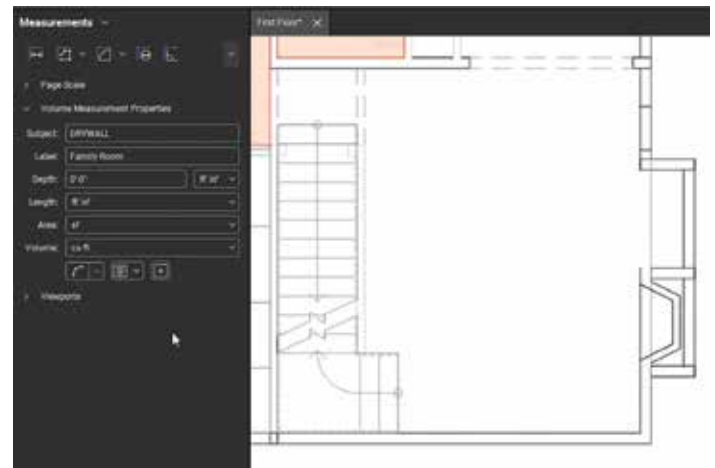 Measurements
First Floor*
Page Scale
Volume Measurement Properties
Subject: DRYWALL
Label: Family Room
Depth: 0' 0" ft' in"
Length: ft' in"
Area: sf
Volume: cu ft
Viewports